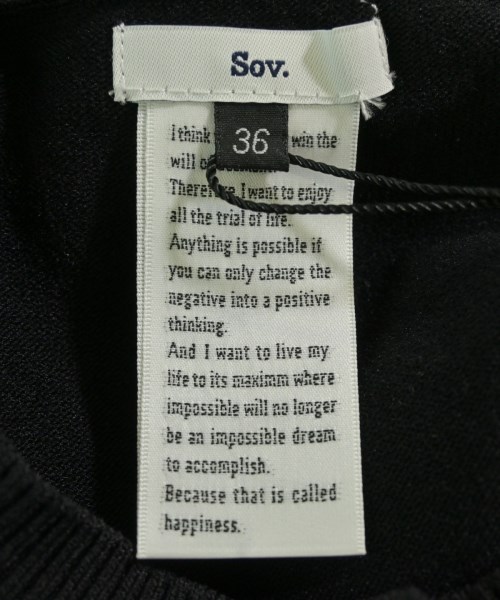 Sov.
36
I think win the
will
Therefore I want to enjoy
all the trial of life.
Anything is possible if
you can only change the
negative into a positive
thinking.
And I want to live my
life to its maximm where
impossible will no longer
be an impossible dream
to accomplish.
Because that is called
happiness.